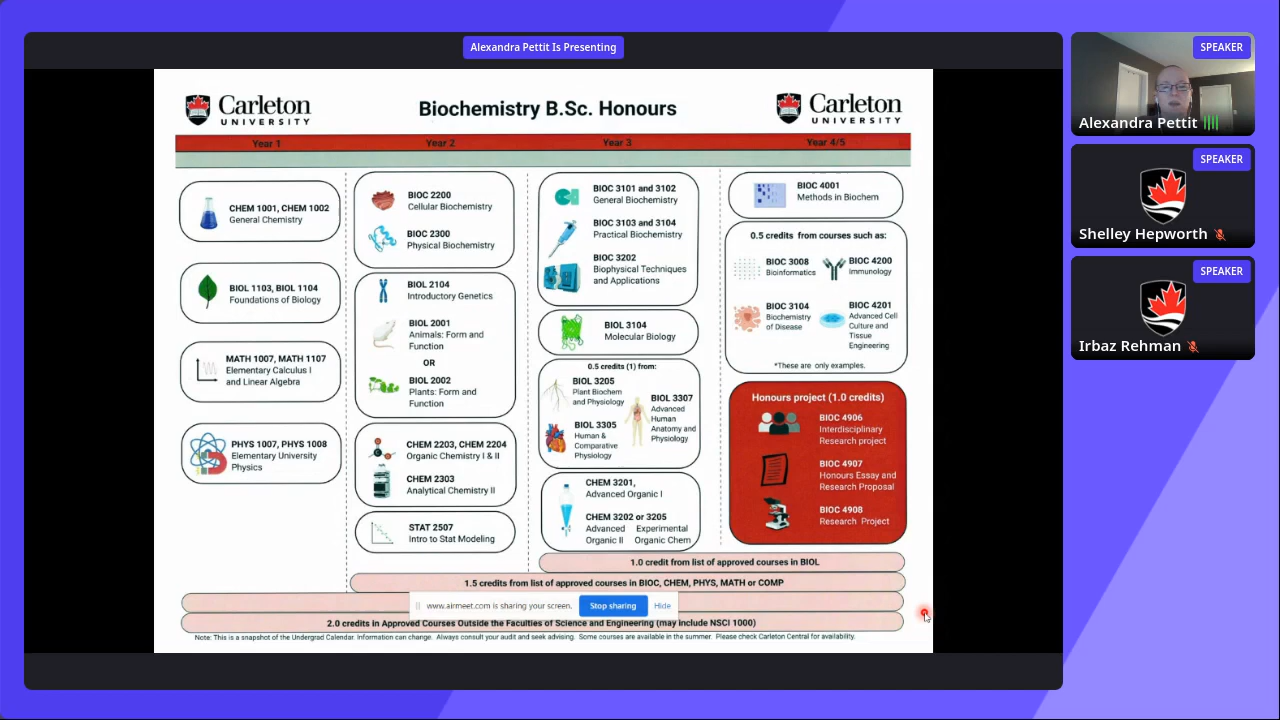 Alexandra Pettit Is Presenting
Carleton
UNIVERSITY
Biochemistry B.Sc. Honours
Carleton
UNIVERSITY
Year 1
Year 2
Year 3
Year 4/5
CHEM 1001, CHEM 1002
General Chemistry
BIOL 1103, BIOL 1104
Foundations of Biology
MATH 1007, MATH 1107
Elementary Calculus I
and Linear Algebra
PHYS 1007, PHYS 1008
Elementary University
Physics
BIOC 2200
Cellular Biochemistry
BIOC 2300
Physical Biochemistry
BIOL 2104
Introductory Genetics
BIOL 2001
Animals: Form and
Function
OR
BIOL 2002
Plants: Form and
Function
CHEM 2203, CHEM 2204
Organic Chemistry I & II
CHEM 2303
Analytical Chemistry II
STAT 2507
Intro to Stat Modeling
BIOC 3101 and 3102
General Biochemistry
BIOC 3103 and 3104
Practical Biochemistry
BIOC 3202
Biophysical Techniques
and Applications
BIOL 3104
Molecular Biology
0.5 credits (1) from:
BIOL 3205
Plant Biochem
and Physiology
BIOL 3307
Advanced
Human
Anatomy and
Physiology
BIOL 3305
Human &
Comparative
Physiology
CHEM 3201,
Advanced Organic I
CHEM 3202 or 3205
Advanced Experimental
Organic II Organic Chem
BIOC 4001
Methods in Biochem
0.5 credits from courses such as:
BIOC 3008
Bioinformatics
BIOC 4200
Immunology
BIOC 3104
Biochemistry
of Disease
BIOC 4201
Advanced Cell
Culture and
Tissue
Engineering
*These are only examples.
Honours project (1.0 credits)
BIOC 4906
Interdisciplinary
Research project
BIOC 4907
Honours Essay and
Research Proposal
BIOC 4908
Research Project
1.0 credit from list of approved courses in BIOL
1.5 credits from list of approved courses in BIOC, CHEM, PHYS, MATH or COMP
www.airmeet.com is sharing your screen.
Stop sharing
Hide
2.0 credits in Approved Courses Outside the Faculties of Science and Engineering (may include NSCI 1000)
Note: This is a snapshot of the Undergrad Calendar. Information can change. Always consult your audit and seek advising. Some courses are available in the summer. Please check Carleton Central for availability.
SPEAKER
Alexandra Pettit
SPEAKER
Shelley Hepworth
SPEAKER
Irbaz Rehman